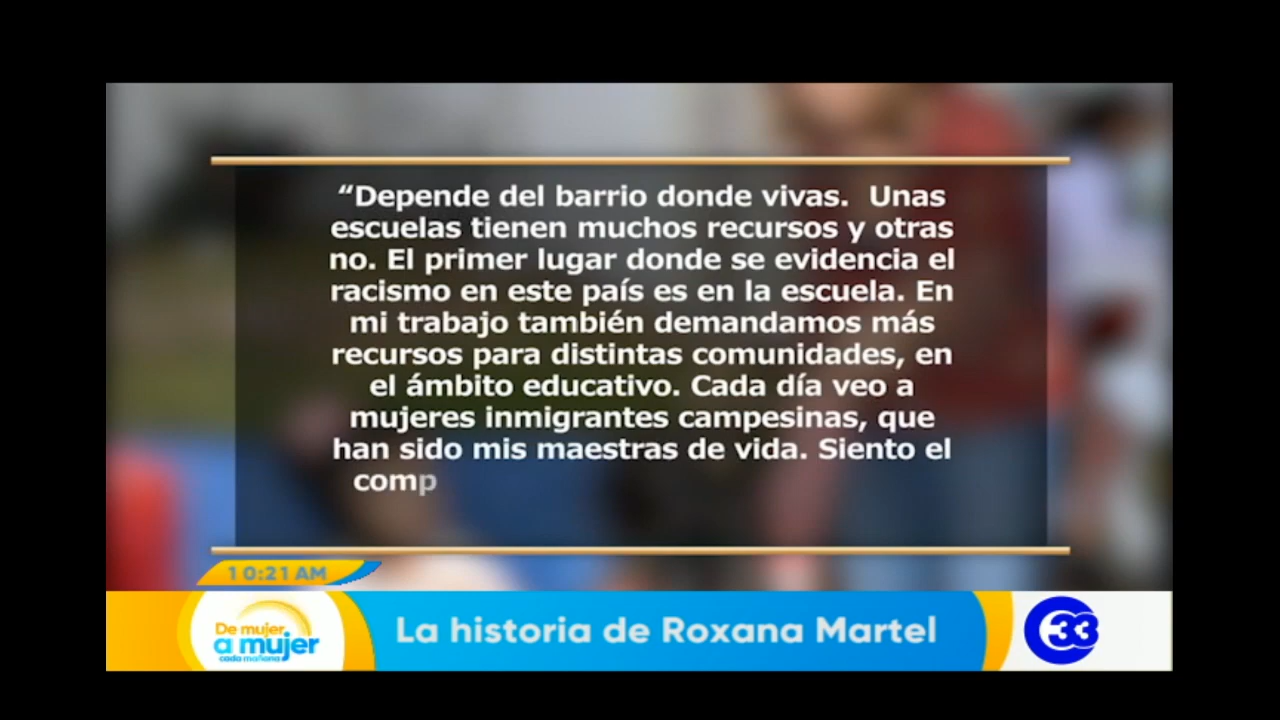 “Depende del barrio donde vivas.  Unas
escuelas tienen muchos recursos y otras
no. El primer lugar donde se evidencia el
racismo en este país es en la escuela. En
mi trabajo también demandamos más
recursos para distintas comunidades, en
el ámbito educativo. Cada día veo a
mujeres inmigrantes campesinas, que
han sido mis maestras de vida. Siento el
comp
10:21 AM
De mujer
a mujer
cada mañana
La historia de Roxana Martel
33